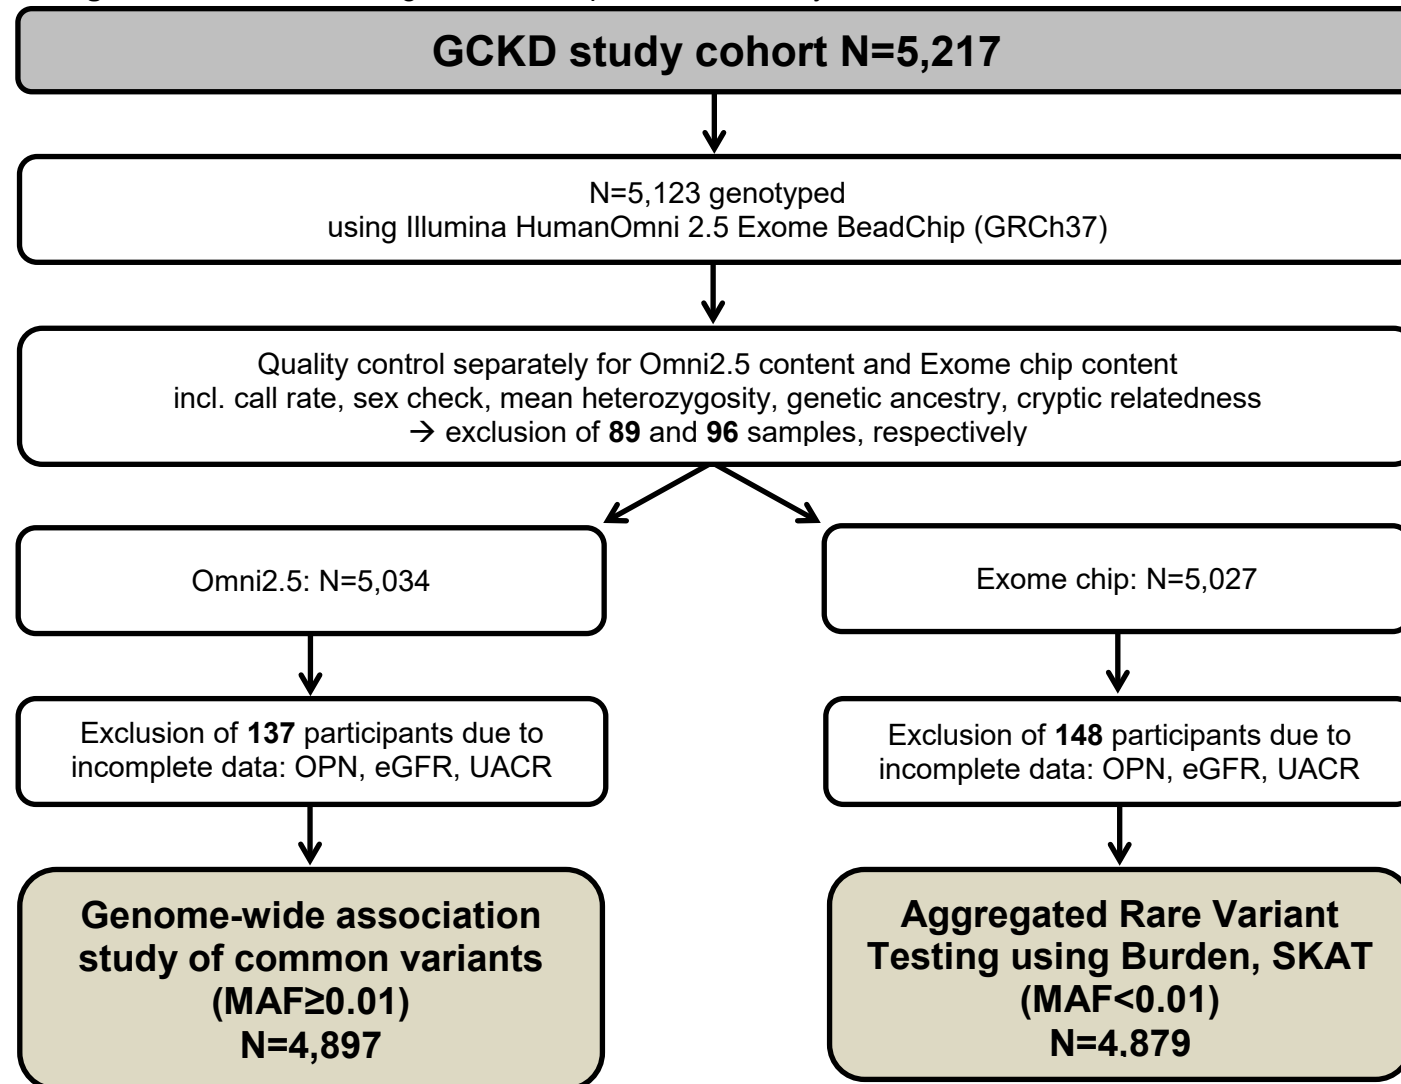 GCKD study cohort N=5,217
N=5,123 genotyped
using Illumina HumanOmni 2.5 Exome BeadChip (GRCh37)
Quality control separately for Omni2.5 content and Exome chip content
incl. call rate, sex check, mean heterozygosity, genetic ancestry, cryptic relatedness
→ exclusion of 89 and 96 samples, respectively
Omni2.5: N=5,034
Exome chip: N=5,027
Exclusion of 137 participants due to
incomplete data: OPN, eGFR, UACR
Exclusion of 148 participants due to
incomplete data: OPN, eGFR, UACR
Genome-wide association
study of common variants
(MAF≥0.01)
N=4,897
Aggregated Rare Variant
Testing using Burden, SKAT
(MAF<0.01)
N=4,879